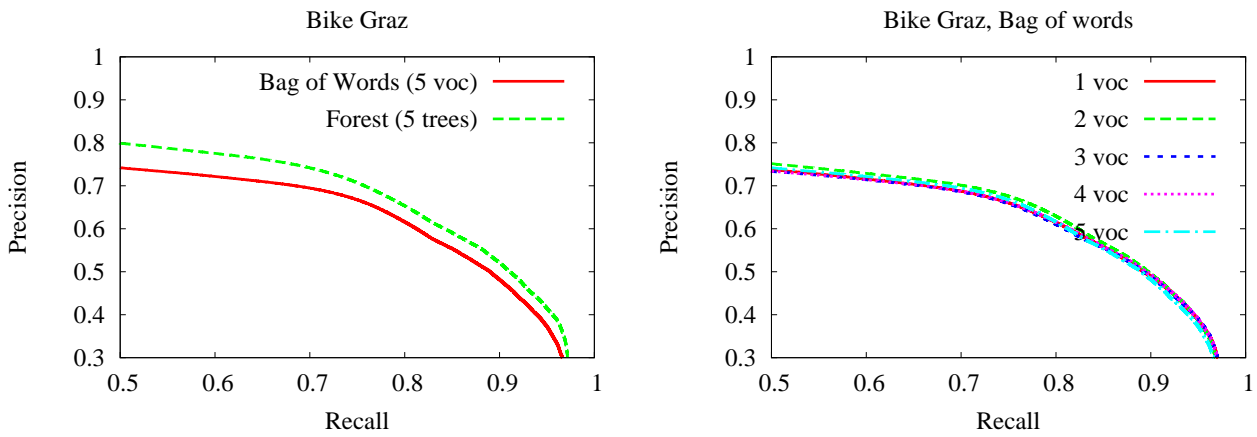 Bike Graz
Precision
1
0.9
0.8
0.7
0.6
0.5
0.4
0.3
Bag of Words (5 voc)
Forest (5 trees)
0.5 0.6 0.7 0.8 0.9 1
Recall
Bike Graz, Bag of words
Precision
1
0.9
0.8
0.7
0.6
0.5
0.4
0.3
1 voc
2 voc
3 voc
4 voc
5 voc
0.5 0.6 0.7 0.8 0.9 1
Recall